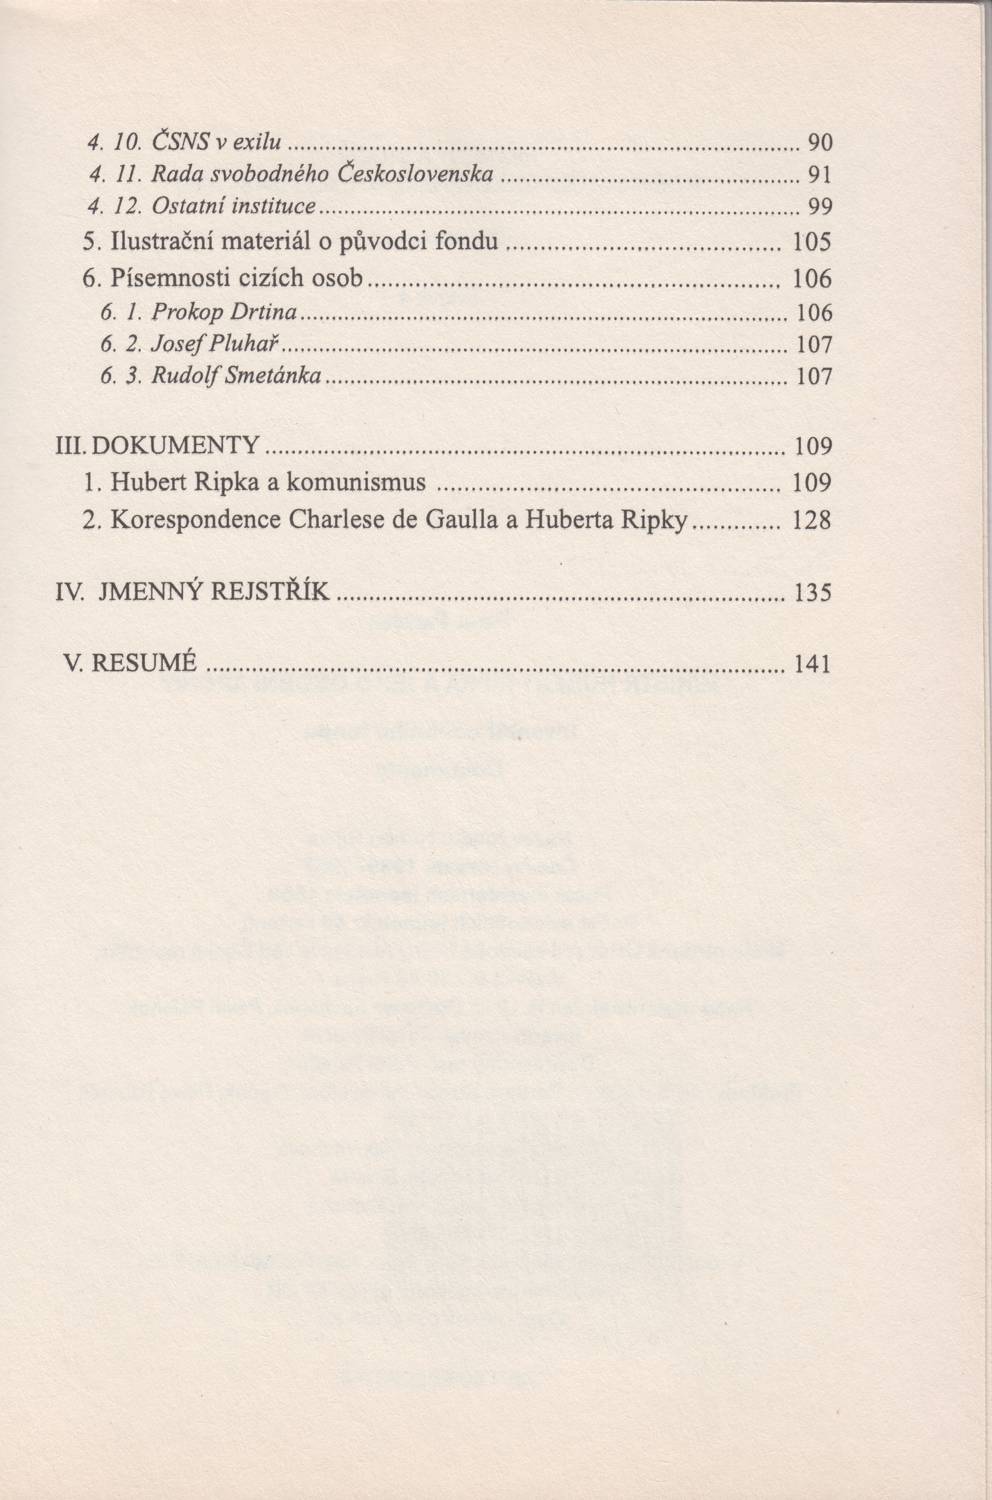 4. 10. ČSNS v exilu ........ 90
4. 11. Rada svobodného Československa ........ 91
4. 12. Ostatní instituce ........ 99
5. Ilustrační materiál o původci fondu ........ 105
6. Písemnosti cizích osob ........ 106
6. 1. Prokop Drtina ........ 106
6. 2. Josef Pluhař ........ 107
6. 3. Rudolf Smetánka ........ 107
III. DOKUMENTY ........ 109
1. Hubert Ripka a komunismus ........ 109
2. Korespondence Charlese de Gaulla a Huberta Ripky ........ 128
IV. JMENNÝ REJSTŘÍK ........ 135
V. RESUMÉ ........ 141